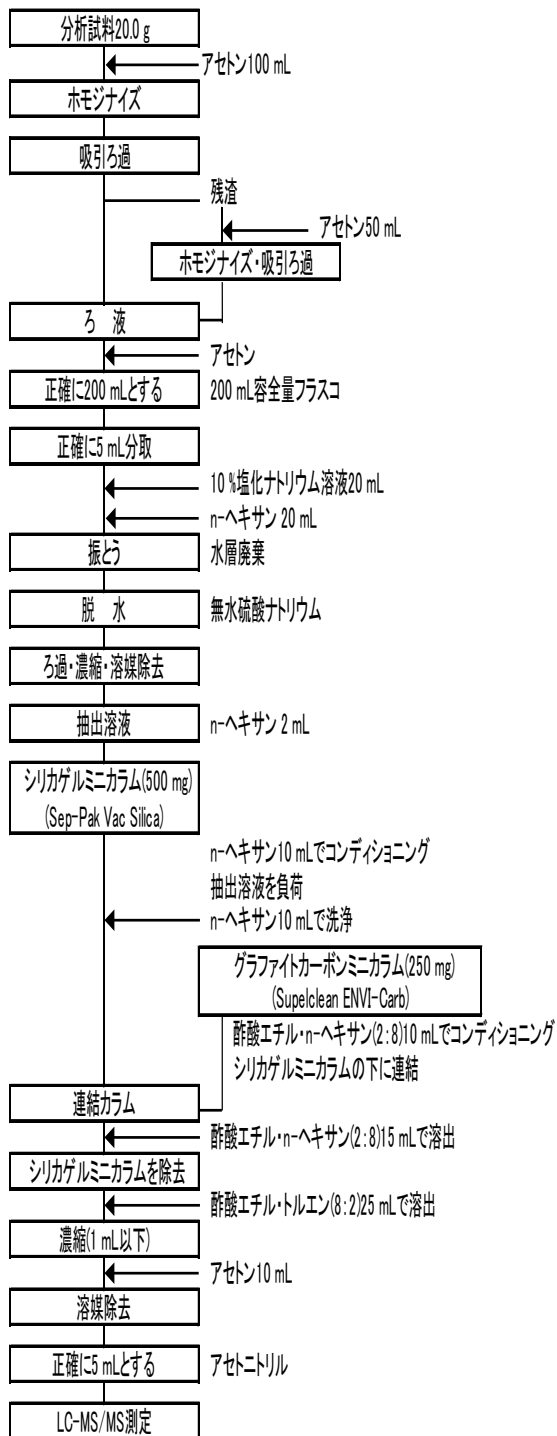 分析試料20.0 g
アセトン100 mL
ホモジナイズ
吸引ろ過
残渣
アセトン50 mL
ホモジナイズ・吸引ろ過
ろ 液
アセトン
正確に200 mLとする
200 mL容全量フラスコ
正確に5 mL分取
10 %塩化ナトリウム溶液20 mL
n-ヘキサン 20 mL
振とう
水層廃棄
脱 水
無水硫酸ナトリウム
ろ過・濃縮・溶媒除去
抽出溶液
n-ヘキサン 2 mL
シリカゲルミニカラム(500 mg)
(Sep-Pak Vac Silica)
n-ヘキサン10 mLでコンディショニング
抽出溶液を負荷
n-ヘキサン10 mLで洗浄
グラファイトカーボンミニカラム(250 mg)
(Supelclean ENVI-Carb)
酢酸エチル・n-ヘキサン(2:8)10 mLでコンディショニング
シリカゲルミニカラムの下に連結
連結カラム
酢酸エチル・n-ヘキサン(2:8)15 mLで溶出
シリカゲルミニカラムを除去
酢酸エチル・トルエン(8:2)25 mLで溶出
濃縮(1 mL以下)
アセトン10 mL
溶媒除去
正確に5 mLとする
アセトニトリル
LC-MS/MS測定